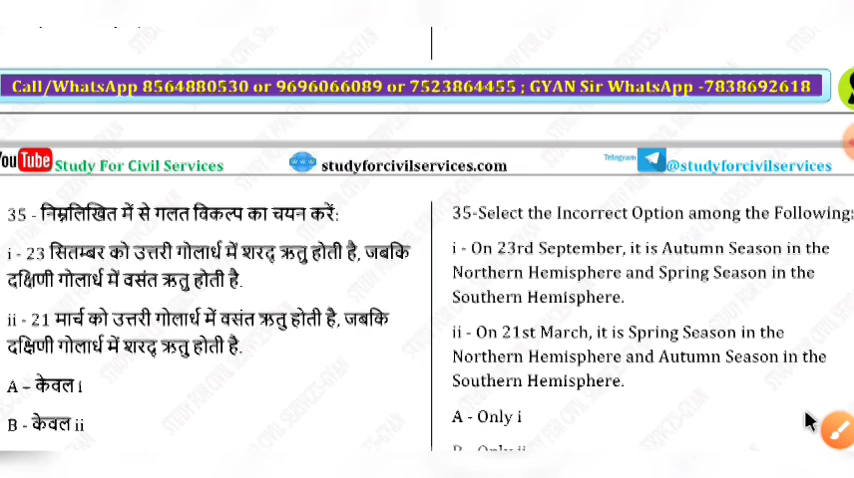 Call/WhatsApp 8564880530 or 9696066089 or 7523864455 ; GYAN Sir WhatsApp -7838692618
You Tube Study For Civil Services
studyforcivilservices.com
Telegram @studyforcivilservices
35 - निम्नलिखित में से गलत विकल्प का चयन करें:
i - 23 सितम्बर को उत्तरी गोलार्ध में शरद् ऋतु होती है, जबकि
दक्षिणी गोलार्ध में वसंत ऋतु होती है.
ii - 21 मार्च को उत्तरी गोलार्ध में वसंत ऋतु होती है, जबकि
दक्षिणी गोलार्ध में शरद् ऋतु होती है.
A – केवल i
B - केवल ii
35-Select the Incorrect Option among the Following:
i - On 23rd September, it is Autumn Season in the
Northern Hemisphere and Spring Season in the
Southern Hemisphere.
ii - On 21st March, it is Spring Season in the
Northern Hemisphere and Autumn Season in the
Southern Hemisphere.
A - Only i
B - Only ii